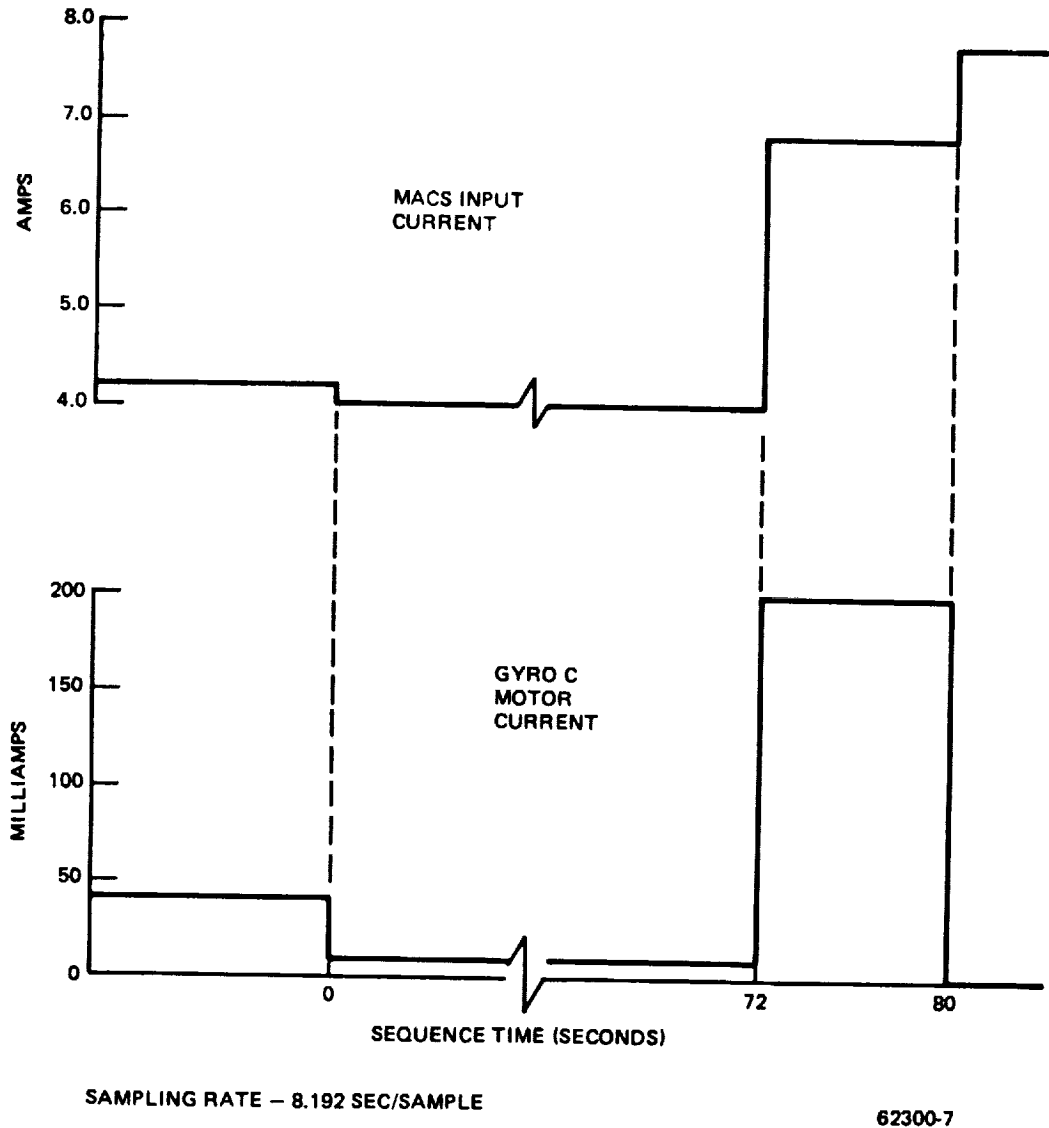 8.0
7.0
6.0
5.0
4.0
AMPS
MACS INPUT
CURRENT
200
150
100
50
0
MILLIAMPS
GYRO C
MOTOR
CURRENT
0
72
80
SEQUENCE TIME (SECONDS)
SAMPLING RATE – 8.192 SEC/SAMPLE
62300-7